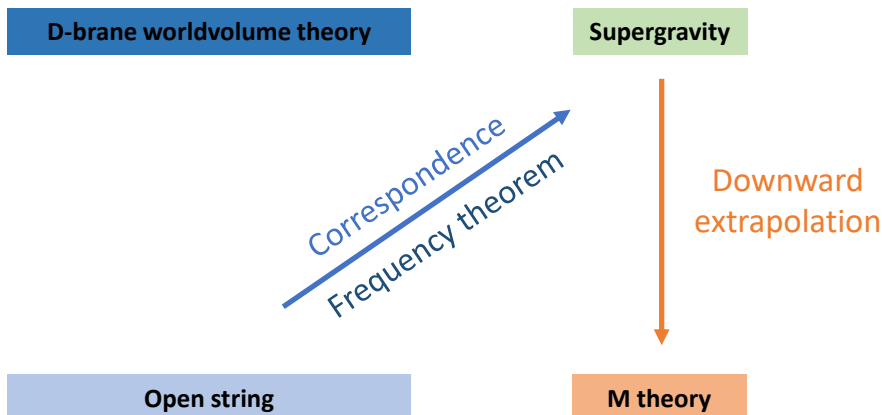 D-brane worldvolume theory
Supergravity
Correspondence
Frequency theorem
Downward
extrapolation
Open string
M theory